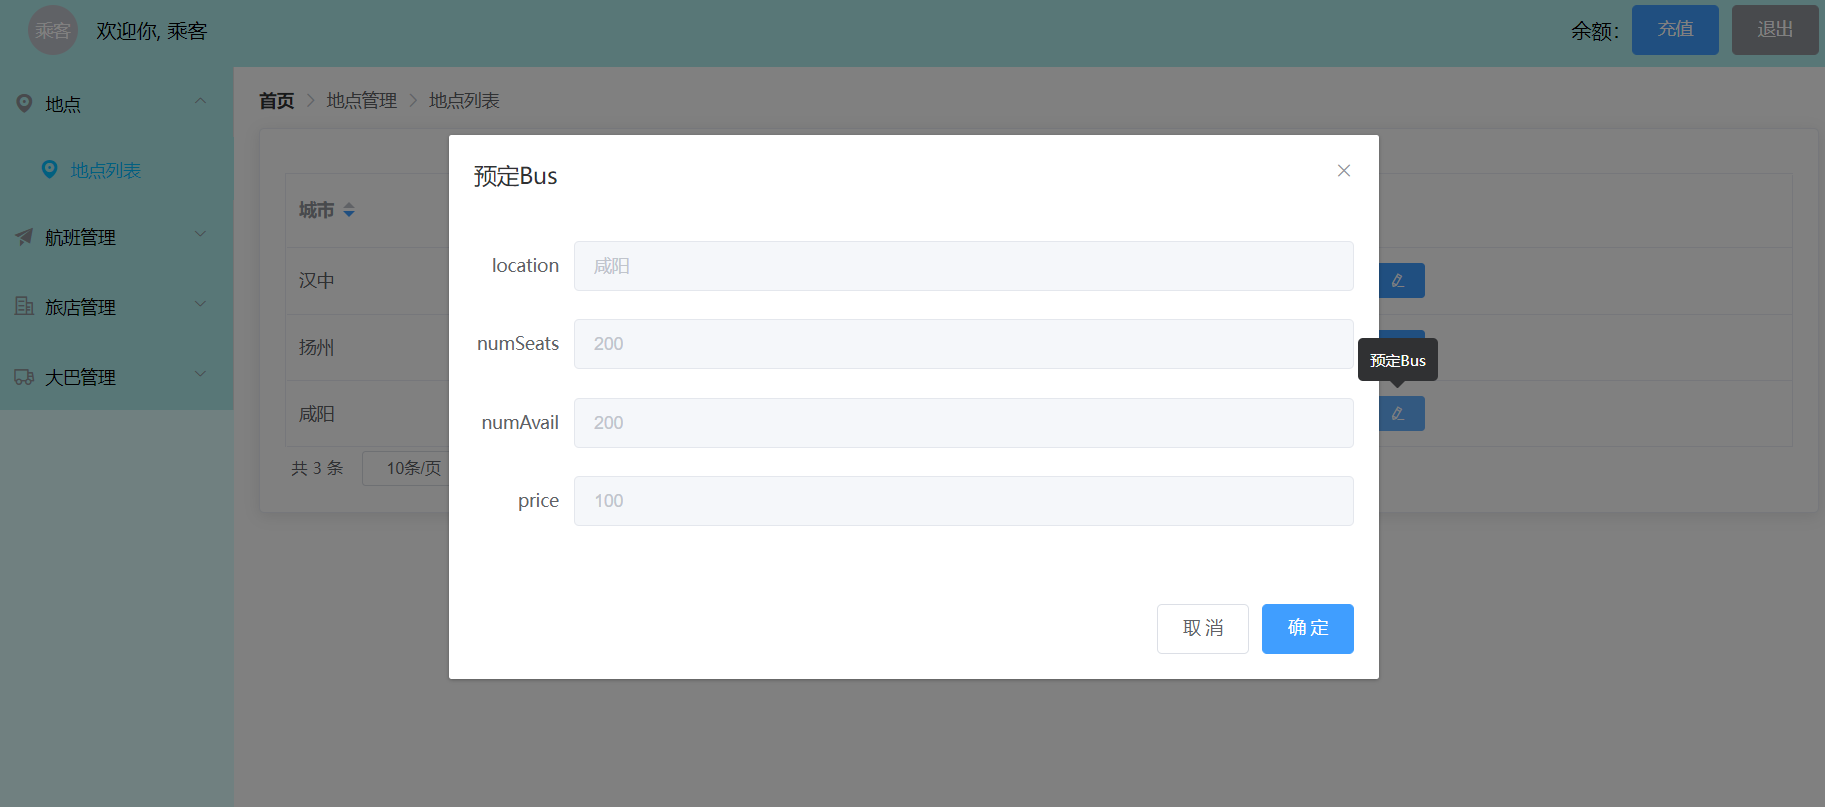 乘客
欢迎你, 乘客
余额：
充值
退出
地点
地点列表
航班管理
旅店管理
大巴管理
首页
地点管理
地点列表
城市
汉中
扬州
咸阳
共 3 条
10条/页
预定Bus
location
咸阳
numSeats
200
numAvail
200
price
100
取 消
确 定
预定Bus